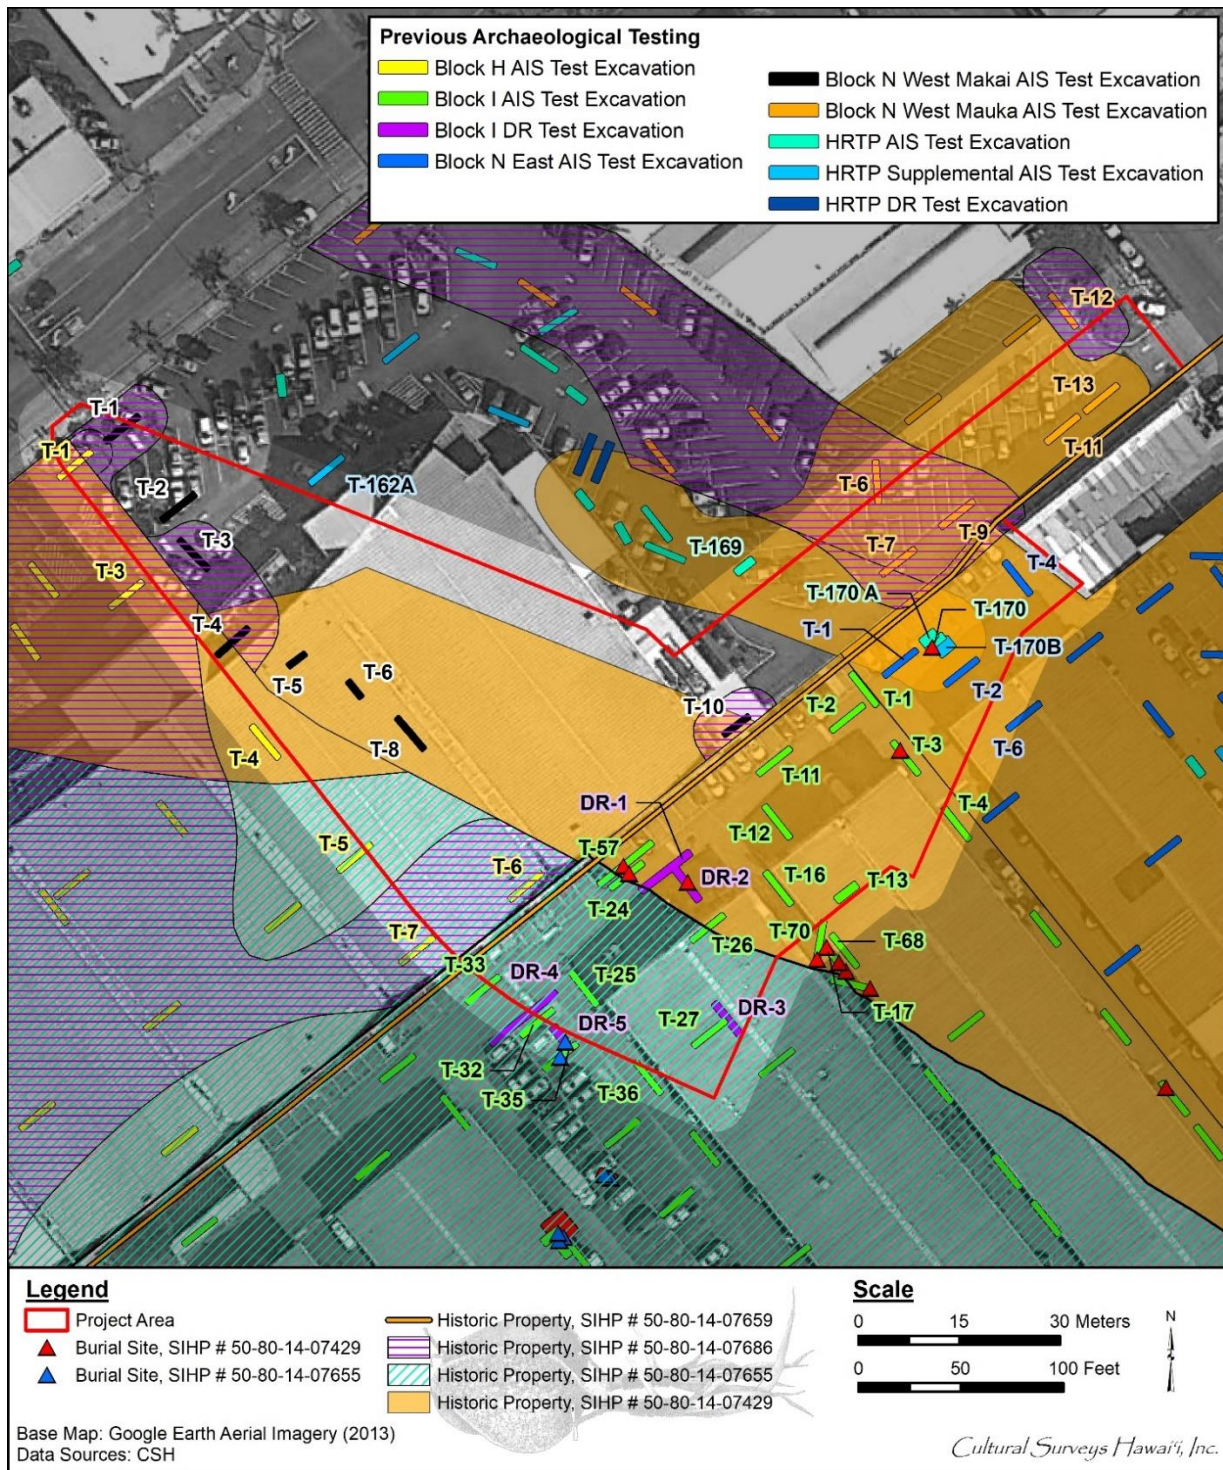 Previous Archaeological Testing
Block H AIS Test Excavation
Block I AIS Test Excavation
Block I DR Test Excavation
Block N East AIS Test Excavation
Block N West Makai AIS Test Excavation
Block N West Mauka AIS Test Excavation
HRTP AIS Test Excavation
HRTP Supplemental AIS Test Excavation
HRTP DR Test Excavation
T-12
T-13
T-1
T-1
T-11
T-2
T-162A
T-6
T-3
T-9
T-169
T-7
T-4
T-3
T-170 A
T-170
T-4
T-1
T-170B
T-5
T-6
T-2
T-10
T-2
T-1
T-4
T-8
T-6
T-3
T-11
DR-1
T-12
T-4
T-5
T-57
T-6
DR-2
T-16
T-13
T-24
T-7
T-26
T-70
T-68
T-33
DR-4
T-25
T-17
DR-5
T-27
DR-3
T-32
T-35
T-36
Legend
Project Area
Burial Site, SIHP # 50-80-14-07429
Burial Site, SIHP # 50-80-14-07655
Historic Property, SIHP # 50-80-14-07659
Historic Property, SIHP # 50-80-14-07686
Historic Property, SIHP # 50-80-14-07655
Historic Property, SIHP # 50-80-14-07429
Scale
0 15 30 Meters
0 50 100 Feet
N
Base Map: Google Earth Aerial Imagery (2013)
Data Sources: CSH
Cultural Surveys Hawai‘i, Inc.